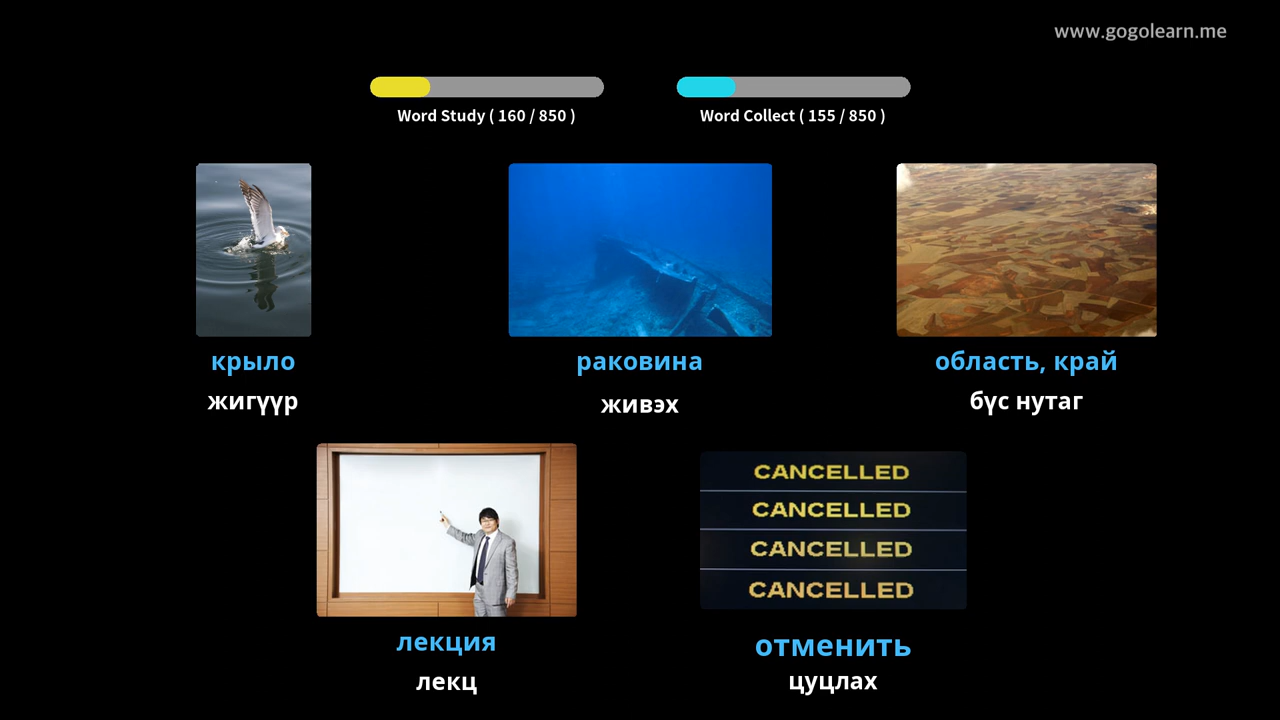 www.gogolearn.me
Word Study ( 160 / 850 )
Word Collect ( 155 / 850 )
крыло
жигүүр
раковина
живэх
область, край
бүс нутаг
CANCELLED
CANCELLED
CANCELLED
CANCELLED
лекция
лекц
отменить
цуцлах